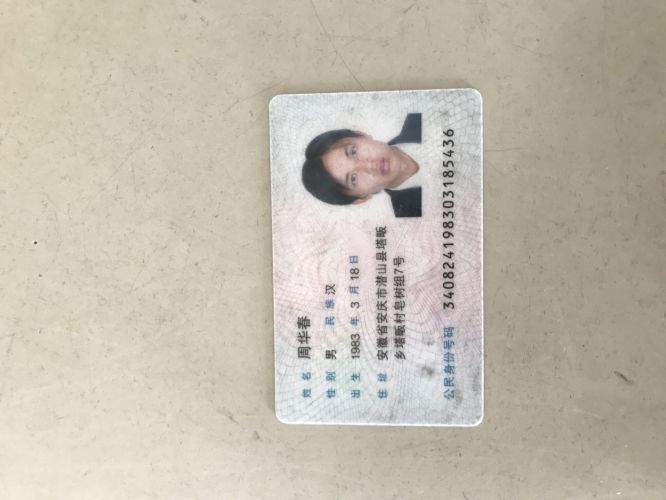 姓名 周华春
性别 男 民族 汉
出生 1983 年 3 月 18 日
住址 安徽省安庆市潜山县塔畈
乡塔畈村皂树组7号
公民身份号码 340824198303185436